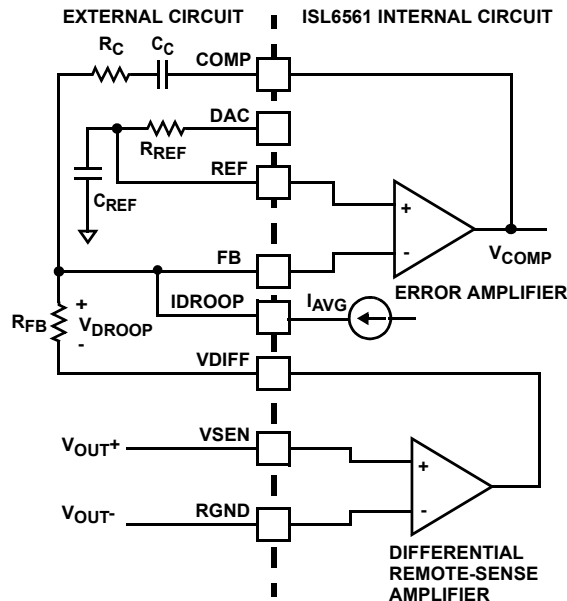 EXTERNAL CIRCUIT
ISL6561 INTERNAL CIRCUIT
RC
CC
COMP
DAC
RREF
REF
CREF
+
-
VCOMP
FB
ERROR AMPLIFIER
IDROOP
IAVG
RFB
+
VDROOP
-
VDIFF
VOUT+
VSEN
+
VOUT-
RGND
-
DIFFERENTIAL
REMOTE-SENSE
AMPLIFIER